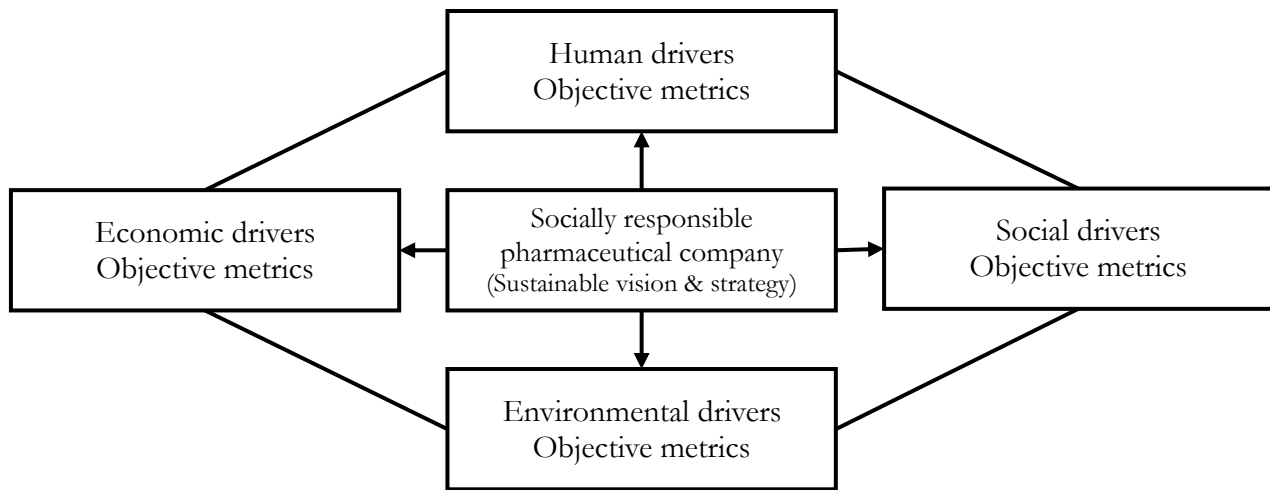 Human drivers
Objective metrics
Economic drivers
Objective metrics
Socially responsible
pharmaceutical company
(Sustainable vision & strategy)
Social drivers
Objective metrics
Environmental drivers
Objective metrics